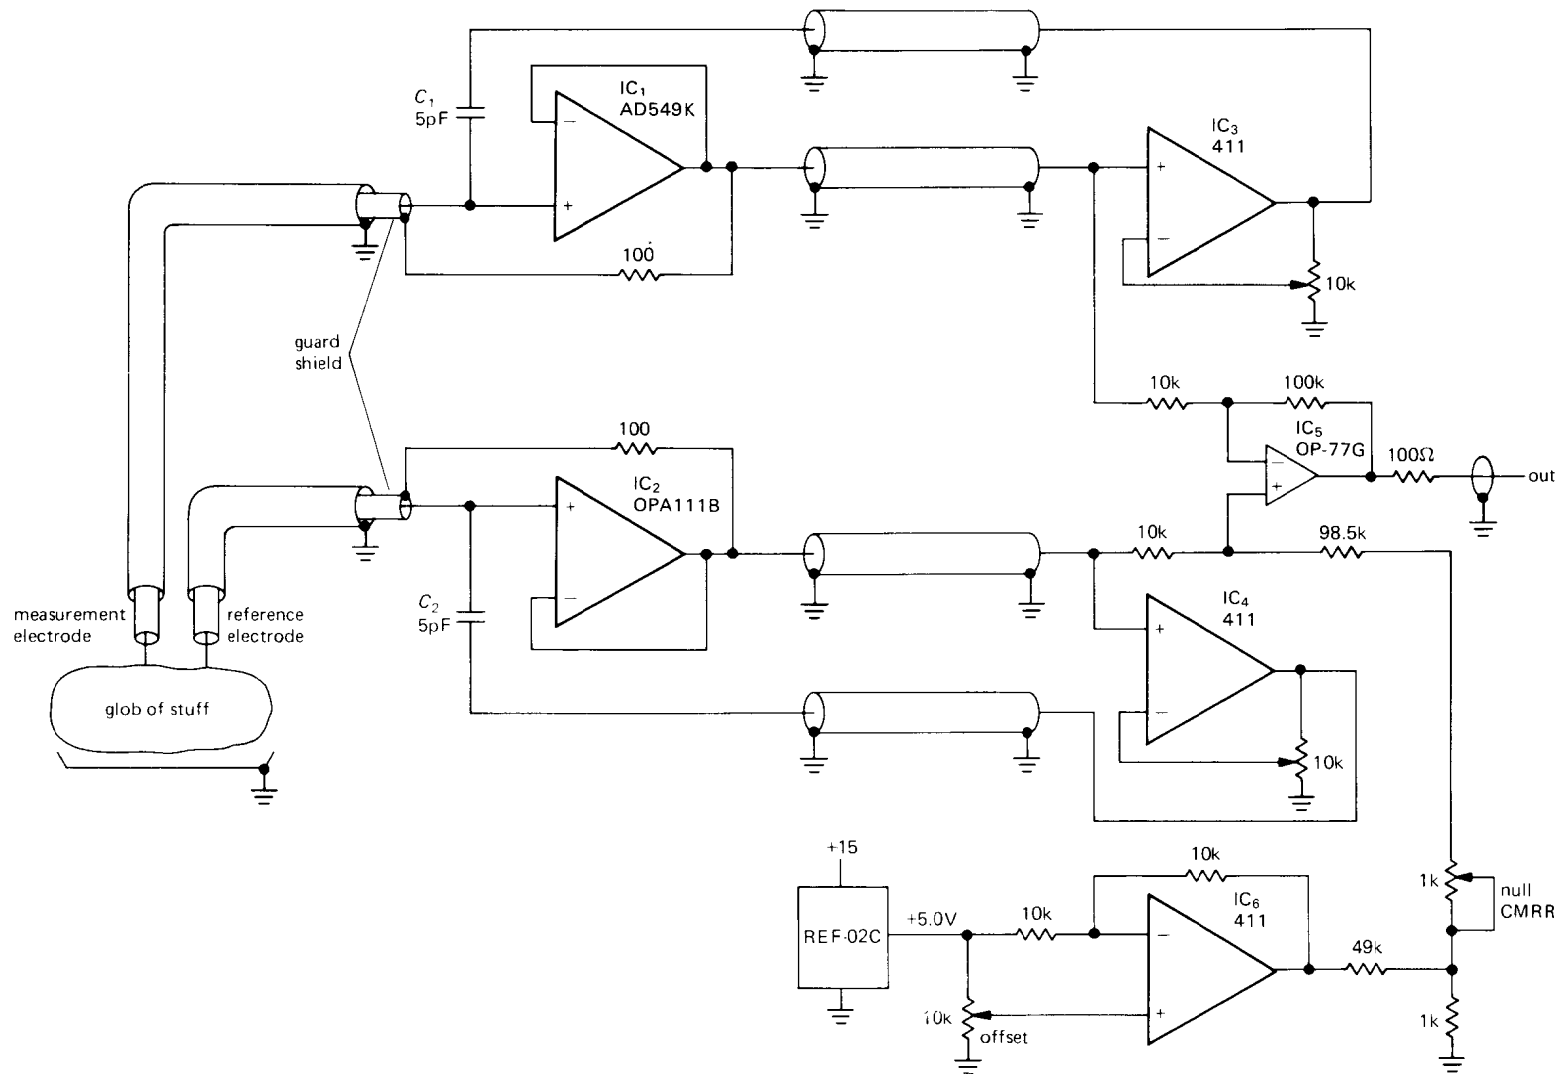 C1
5pF
IC1
AD549K
IC3
411
100
10k
guard
shield
10k
100k
IC5
OP-77G
100Ω
out
100
IC2
OPA111B
10k
98.5k
measurement
electrode
reference
electrode
C2
5pF
IC4
411
glob of stuff
10k
+15
10k
1k
null
CMRR
REF-02C
+5.0V
10k
IC6
411
49k
10k
offset
1k